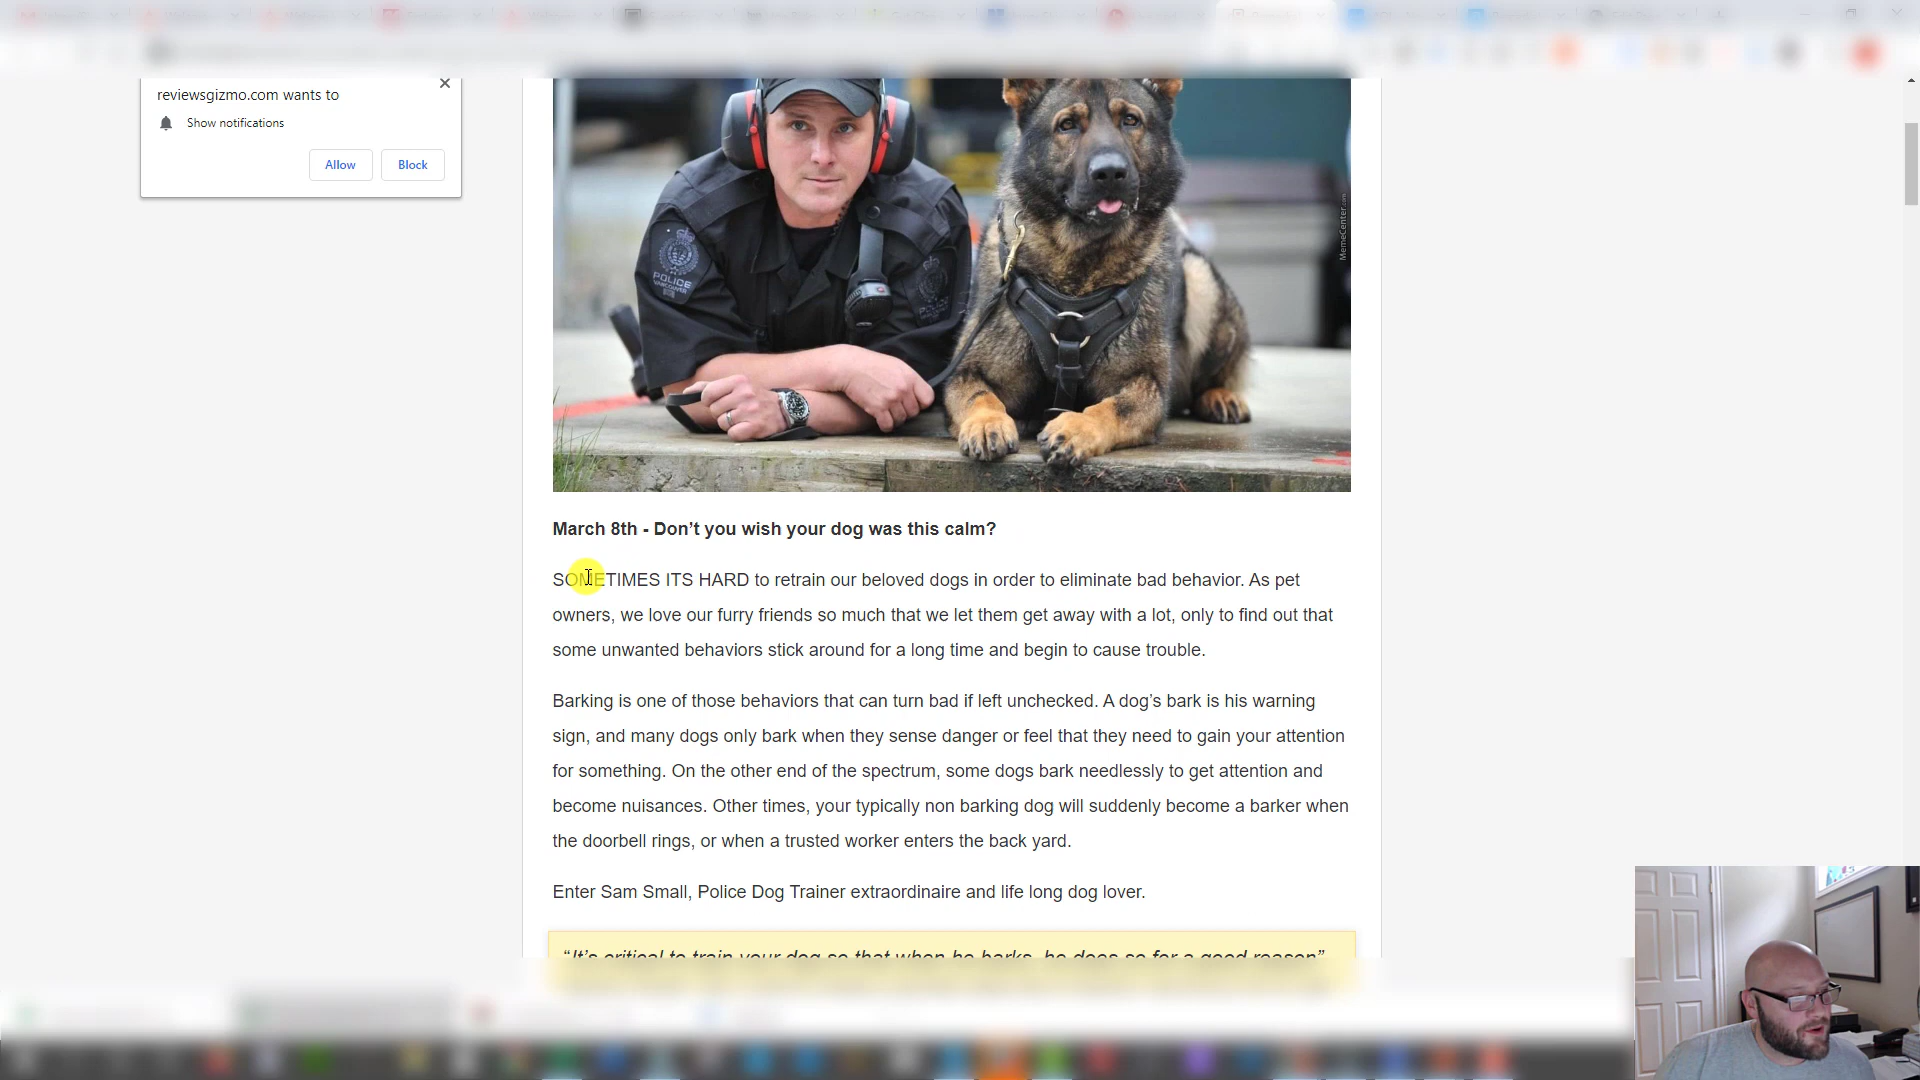 reviewsgizmo.com wants to
Show notifications
Allow
Block
POLICE
VANCOUVER
MemeCenter.com
March 8th - Don’t you wish your dog was this calm?
SOMETIMES ITS HARD to retrain our beloved dogs in order to eliminate bad behavior. As pet
owners, we love our furry friends so much that we let them get away with a lot, only to find out that
some unwanted behaviors stick around for a long time and begin to cause trouble.
Barking is one of those behaviors that can turn bad if left unchecked. A dog’s bark is his warning
sign, and many dogs only bark when they sense danger or feel that they need to gain your attention
for something. On the other end of the spectrum, some dogs bark needlessly to get attention and
become nuisances. Other times, your typically non barking dog will suddenly become a barker when
the doorbell rings, or when a trusted worker enters the back yard.
Enter Sam Small, Police Dog Trainer extraordinaire and life long dog lover.
“It’s critical to train your dog so that when he barks, he does so for a good reason”